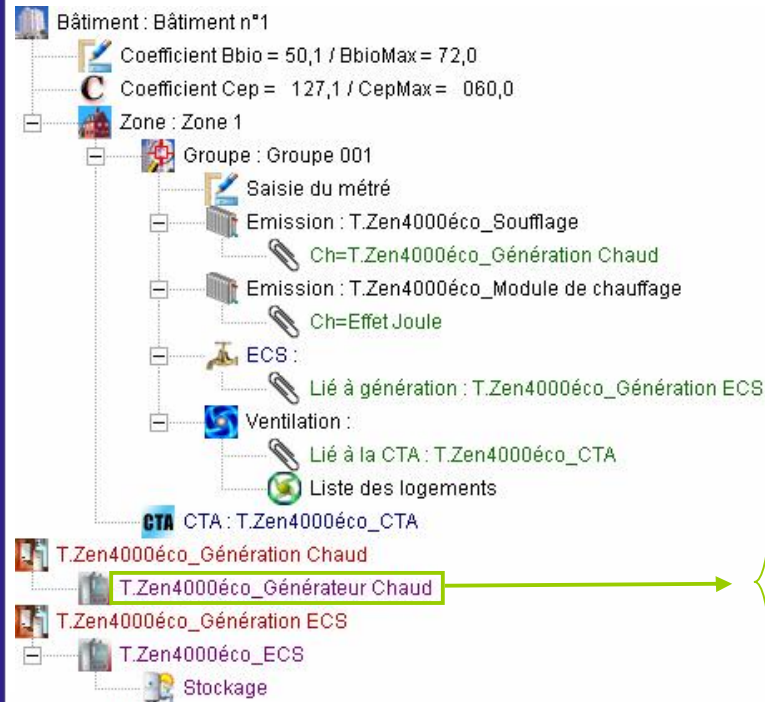 Bâtiment : Bâtiment n°1
Coefficient Bbio = 50,1 / BbioMax = 72,0
C Coefficient Cep = 127,1 / CepMax = 060,0
Zone : Zone 1
Groupe : Groupe 001
Saisie du métré
Emission : T.Zen4000éco_Soufflage
Ch=T.Zen4000éco_Génération Chaud
Emission : T.Zen4000éco_Module de chauffage
Ch=Effet Joule
ECS :
Lié à génération : T.Zen4000éco_Génération ECS
Ventilation :
Lié à la CTA : T.Zen4000éco_CTA
Liste des logements
CTA CTA : T.Zen4000éco_CTA
T.Zen4000éco_Génération Chaud
T.Zen4000éco_Générateur Chaud
T.Zen4000éco_Génération ECS
T.Zen4000éco_ECS
Stockage